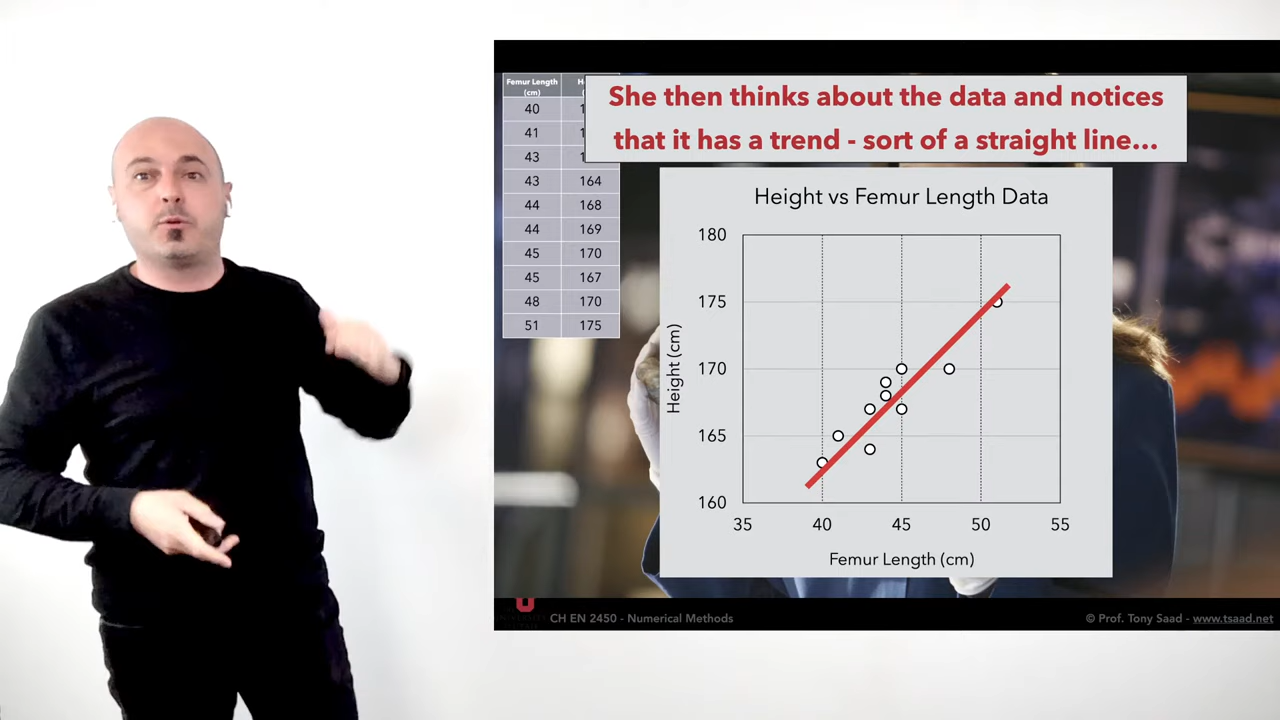 She then thinks about the data and notices
that it has a trend - sort of a straight line...
Femur Length
(cm)
40
41
43
43 164
44 168
44 169
45 170
45 167
48 170
51 175
Height vs Femur Length Data
180
175
170
165
160
Height (cm)
35 40 45 50 55
Femur Length (cm)
CH EN 2450 - Numerical Methods
© Prof. Tony Saad - www.tsaad.net